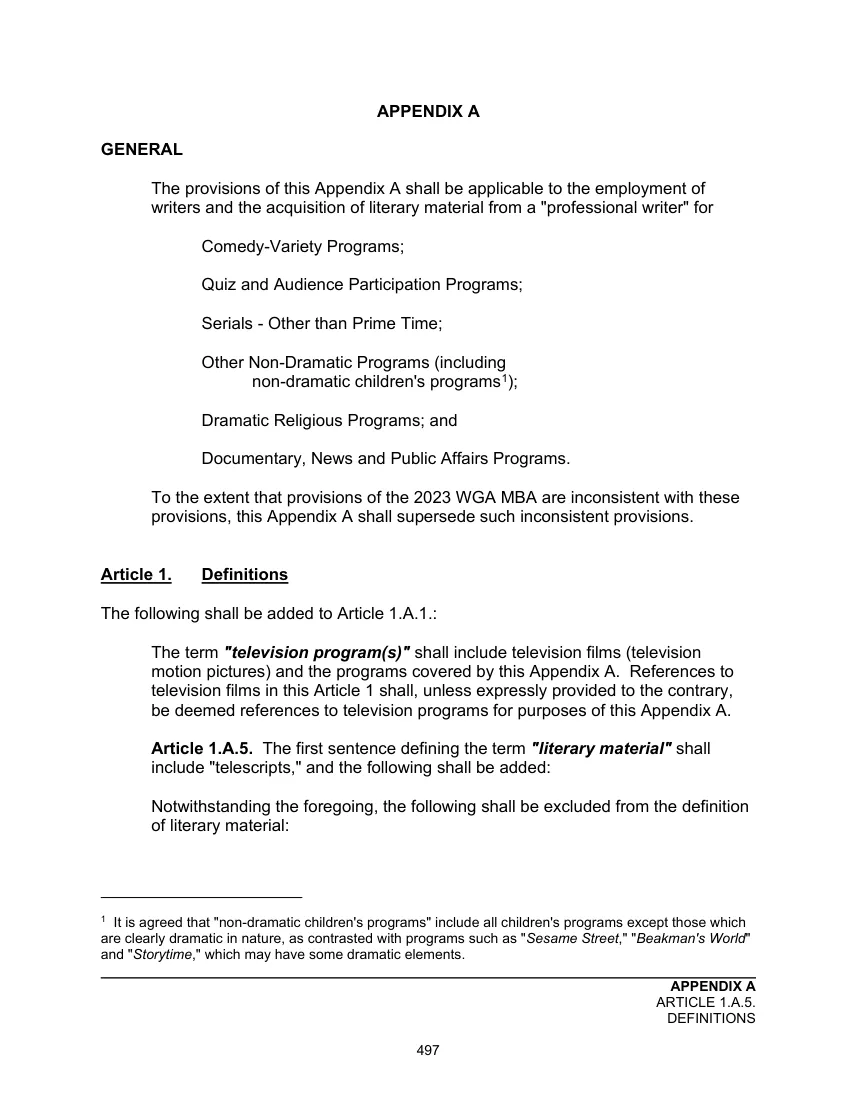 APPENDIX A
GENERAL
The provisions of this Appendix A shall be applicable to the employment of
writers and the acquisition of literary material from a "professional writer" for
Comedy-Variety Programs;
Quiz and Audience Participation Programs;
Serials - Other than Prime Time;
Other Non-Dramatic Programs (including
non-dramatic children's programs¹);
Dramatic Religious Programs; and
Documentary, News and Public Affairs Programs.
To the extent that provisions of the 2023 WGA MBA are inconsistent with these
provisions, this Appendix A shall supersede such inconsistent provisions.
Article 1. Definitions
The following shall be added to Article 1.A.1.:
The term "television program(s)" shall include television films (television
motion pictures) and the programs covered by this Appendix A. References to
television films in this Article 1 shall, unless expressly provided to the contrary,
be deemed references to television programs for purposes of this Appendix A.
Article 1.A.5. The first sentence defining the term "literary material" shall
include "telescripts," and the following shall be added:
Notwithstanding the foregoing, the following shall be excluded from the definition
of literary material:
¹ It is agreed that "non-dramatic children's programs" include all children's programs except those which
are clearly dramatic in nature, as contrasted with programs such as "Sesame Street," "Beakman's World"
and "Storytime," which may have some dramatic elements.
APPENDIX A
ARTICLE 1.A.5.
DEFINITIONS
497